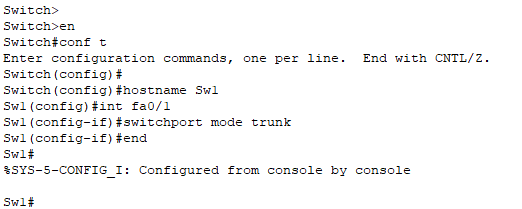 Switch>
Switch>en
Switch#conf t
Enter configuration commands, one per line.  End with CNTL/Z.
Switch(config)#
Switch(config)#hostname Sw1
Sw1(config)#int fa0/1
Sw1(config-if)#switchport mode trunk
Sw1(config-if)#end
Sw1#
%SYS-5-CONFIG_I: Configured from console by console

Sw1#